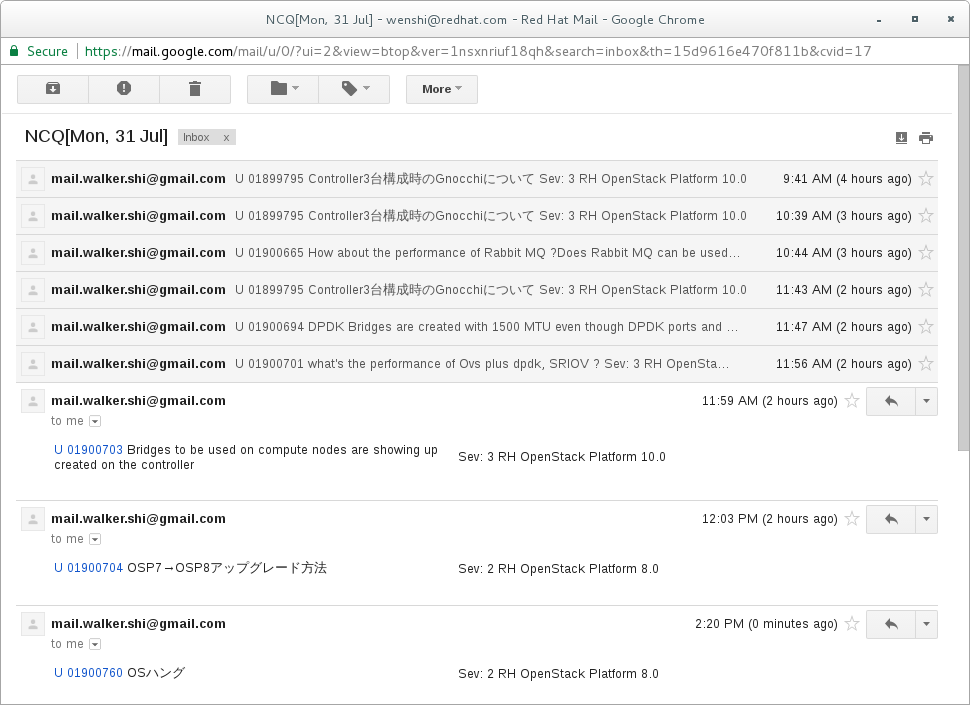 NCQ[Mon, 31 Jul] - wenshi@redhat.com - Red Hat Mail - Google Chrome
Secure https://mail.google.com/mail/u/0/?ui=2&view=btop&ver=1nsxnriuf18qh&search=inbox&th=15d9616e470f811b&cvid=17
More
NCQ[Mon, 31 Jul] Inbox x
mail.walker.shi@gmail.com U 01899795 Controller3台構成時のGnocchiについて Sev: 3 RH OpenStack Platform 10.0 9:41 AM (4 hours ago)
mail.walker.shi@gmail.com U 01899795 Controller3台構成時のGnocchiについて Sev: 3 RH OpenStack Platform 10.0 10:39 AM (3 hours ago)
mail.walker.shi@gmail.com U 01900665 How about the performance of Rabbit MQ ?Does Rabbit MQ can be used… 10:44 AM (3 hours ago)
mail.walker.shi@gmail.com U 01899795 Controller3台構成時のGnocchiについて Sev: 3 RH OpenStack Platform 10.0 11:43 AM (2 hours ago)
mail.walker.shi@gmail.com U 01900694 DPDK Bridges are created with 1500 MTU even though DPDK ports and … 11:47 AM (2 hours ago)
mail.walker.shi@gmail.com U 01900701 what's the performance of Ovs plus dpdk, SRIOV ? Sev: 3 RH OpenSta… 11:56 AM (2 hours ago)
mail.walker.shi@gmail.com 11:59 AM (2 hours ago)
to me
U 01900703 Bridges to be used on compute nodes are showing up
created on the controller
Sev: 3 RH OpenStack Platform 10.0
mail.walker.shi@gmail.com 12:03 PM (2 hours ago)
to me
U 01900704 OSP7→OSP8アップグレード方法 Sev: 2 RH OpenStack Platform 8.0
mail.walker.shi@gmail.com 2:20 PM (0 minutes ago)
to me
U 01900760 OSハング Sev: 2 RH OpenStack Platform 8.0